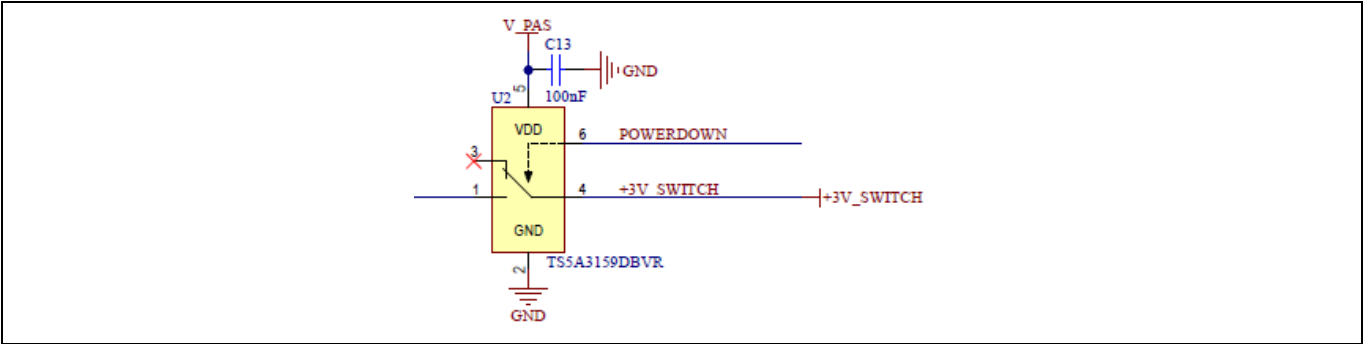 V_PAS
C13
GND
5
U2
100nF
VDD
6
POWERDOWN
3
1
4
+3V_SWITCH
+3V_SWITCH
GND
2
TS5A3159DBVR
GND